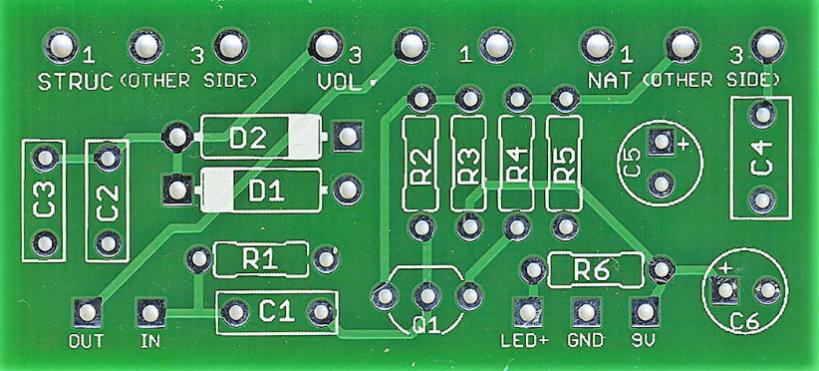 1 3 3 1 1 3
STRUC (OTHER SIDE) VOL NAT (OTHER SIDE)
D2
C3 C2 D1 R2 R3 R4 R5 C5 + C4
R1 R6 +
C1 Q1 C6
OUT IN LED+ GND 9V